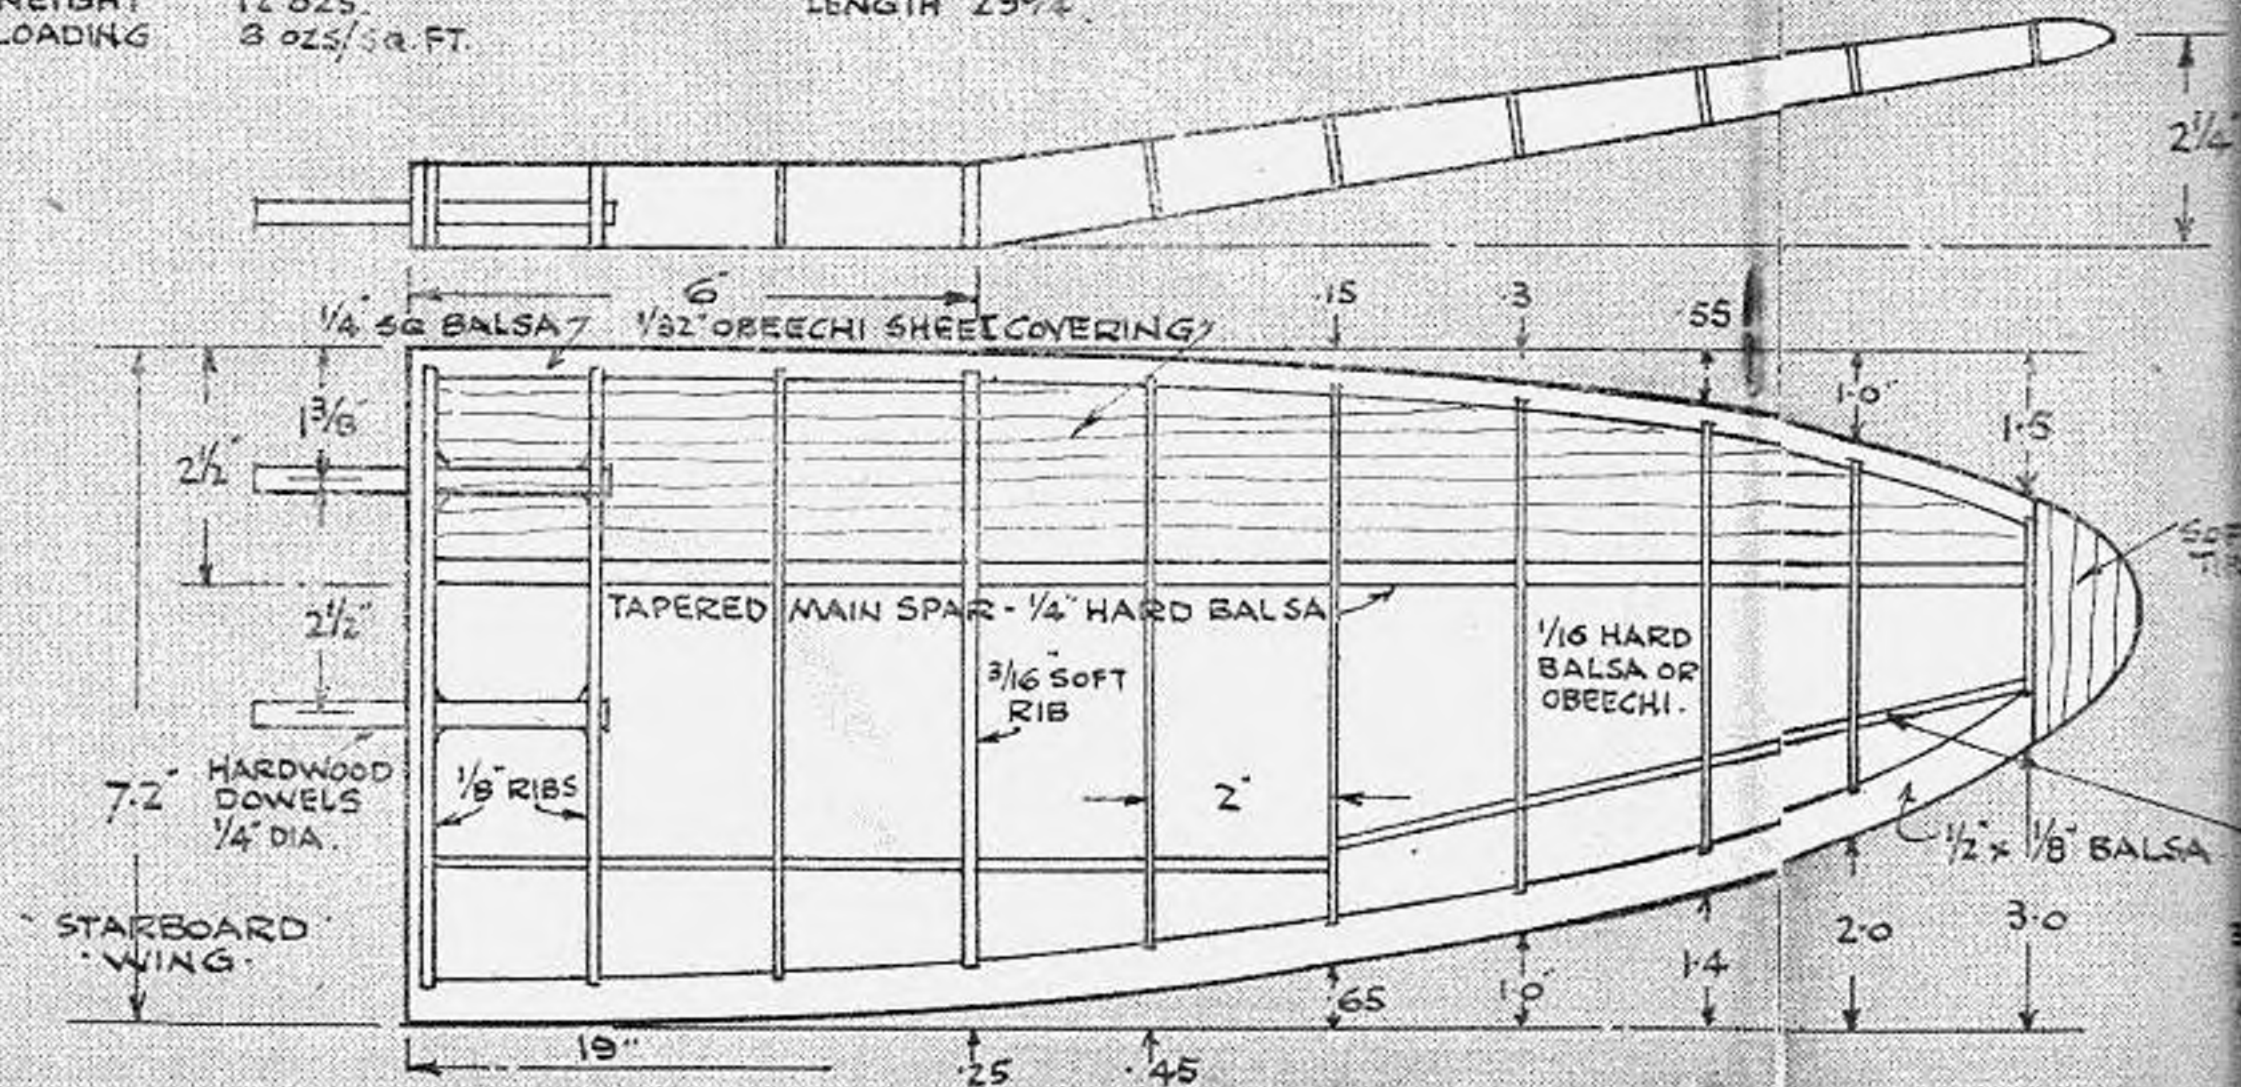 12 OZS.
LENGTH
LOADING 8 OZS/SQ.FT.
2 1/4"
6"
.15
.3
.55
1/4" SQ BALSA
1/32" OBEECHI SHEET COVERING
1 3/8"
1.0"
1.5
2 1/2"
TAPERED MAIN SPAR - 1/4" HARD BALSA
2 1/2"
1/16 HARD
BALSA OR
OBEECHI.
3/16" SOFT
RIB
7.2"
HARDWOOD
DOWELS
1/4" DIA.
1/8" RIBS
2"
1/2" x 1/8" BALSA
STARBOARD
WING.
.65
1.0"
1.4
2.0
3.0
19"
.25
.45